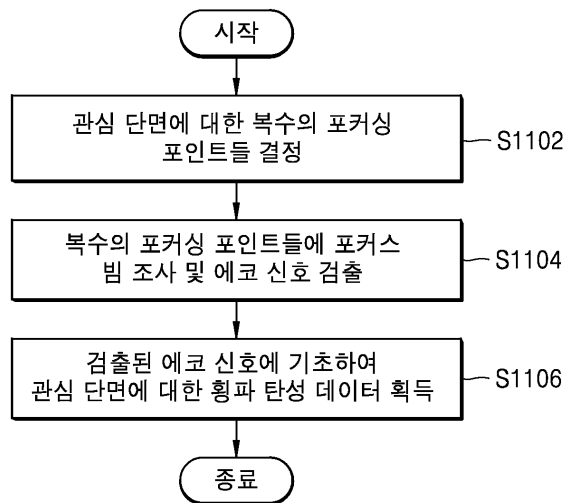 시작
관심 단면에 대한 복수의 포커싱
포인트들 결정
S1102
복수의 포커싱 포인트들에 포커스
빔 조사 및 에코 신호 검출
S1104
검출된 에코 신호에 기초하여
관심 단면에 대한 횡파 탄성 데이터 획득
S1106
종료